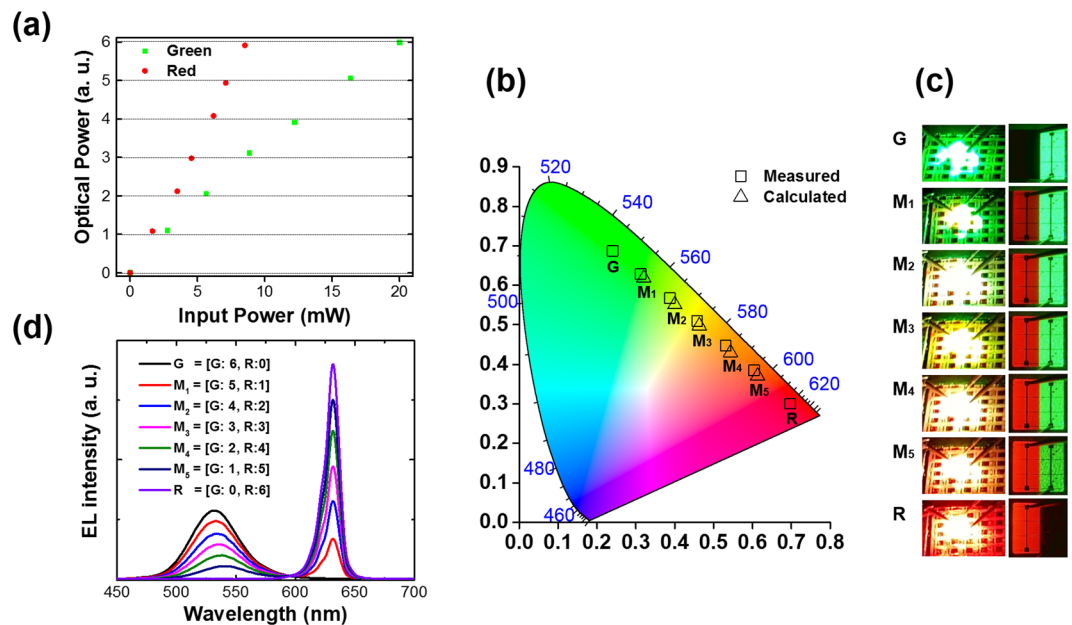 (a)
Optical Power (a. u.)
6
5
4
3
2
1
0
Green
Red
0 5 10 15 20
Input Power (mW)
(b)
0.9
0.8
0.7
0.6
0.5
0.4
0.3
0.2
0.1
0.0
0.0 0.1 0.2 0.3 0.4 0.5 0.6 0.7 0.8
Measured
Calculated
520
540
560
580
600
620
500
480
460
G
M1
M2
M3
M4
M5
R
(c)
G
M1
M2
M3
M4
M5
R
(d)
EL intensity (a. u.)
G = [G: 6, R:0]
M1 = [G: 5, R:1]
M2 = [G: 4, R:2]
M3 = [G: 3, R:3]
M4 = [G: 2, R:4]
M5 = [G: 1, R:5]
R = [G: 0, R:6]
450 500 550 600 650 700
Wavelength (nm)